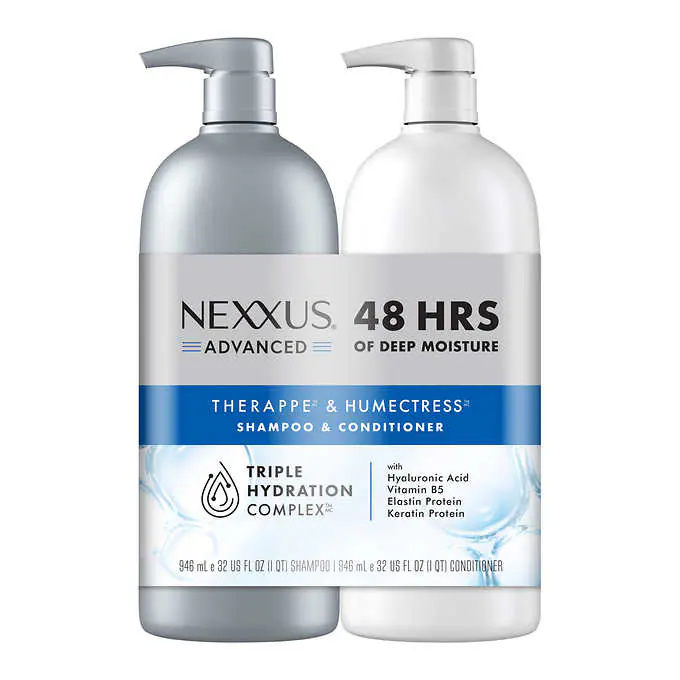 NEXXUS®
ADVANCED
48 HRS
OF DEEP MOISTURE
THERAPPE™ & HUMECTRESS™
SHAMPOO & CONDITIONER
TRIPLE
HYDRATION
COMPLEX
with
Hyaluronic Acid
Vitamin B5
Elastin Protein
Keratin Protein
946 mL e 32 US FL OZ (1 QT) SHAMPOO | 946 mL e 32 US FL OZ (1 QT) CONDITIONER